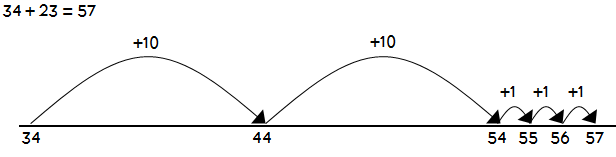 34 + 23 = 57
+10 +10
+1 +1 +1
34 44 54 55 56 57